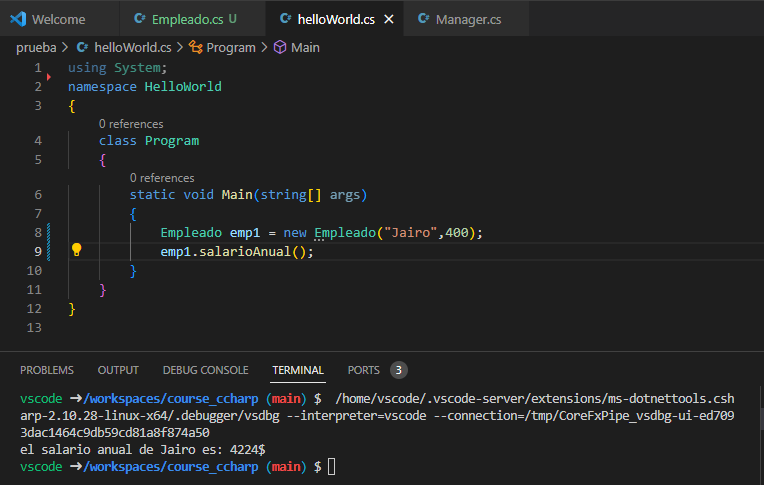 Welcome
C# Empleado.cs U
C# helloWorld.cs
C# Manager.cs
prueba > C# helloWorld.cs > Program > Main
1 using System;
2 namespace HelloWorld
3 {
0 references
4 class Program
5 {
0 references
6 static void Main(string[] args)
7 {
8 Empleado emp1 = new Empleado("Jairo",400);
9 emp1.salarioAnual();
10 }
11 }
12 }
13
PROBLEMS OUTPUT DEBUG CONSOLE TERMINAL PORTS 3
vscode ➜/workspaces/course_ccharp (main) $  /home/vscode/.vscode-server/extensions/ms-dotnettools.csh
arp-2.10.28-linux-x64/.debugger/vsdbg --interpreter=vscode --connection=/tmp/CoreFxPipe_vsdbg-ui-ed709
3dac1464c9db59cd81a8f874a50
el salario anual de Jairo es: 4224$
vscode ➜/workspaces/course_ccharp (main) $